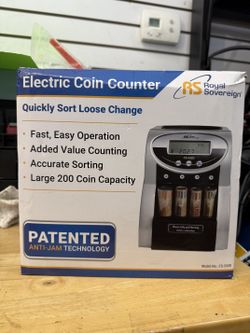 Electric Coin Counter
RS Royal
Sovereign®
Quickly Sort Loose Change
• Fast, Easy Operation
• Added Value Counting
• Accurate Sorting
• Large 200 Coin Capacity
PATENTED
ANTI-JAM TECHNOLOGY